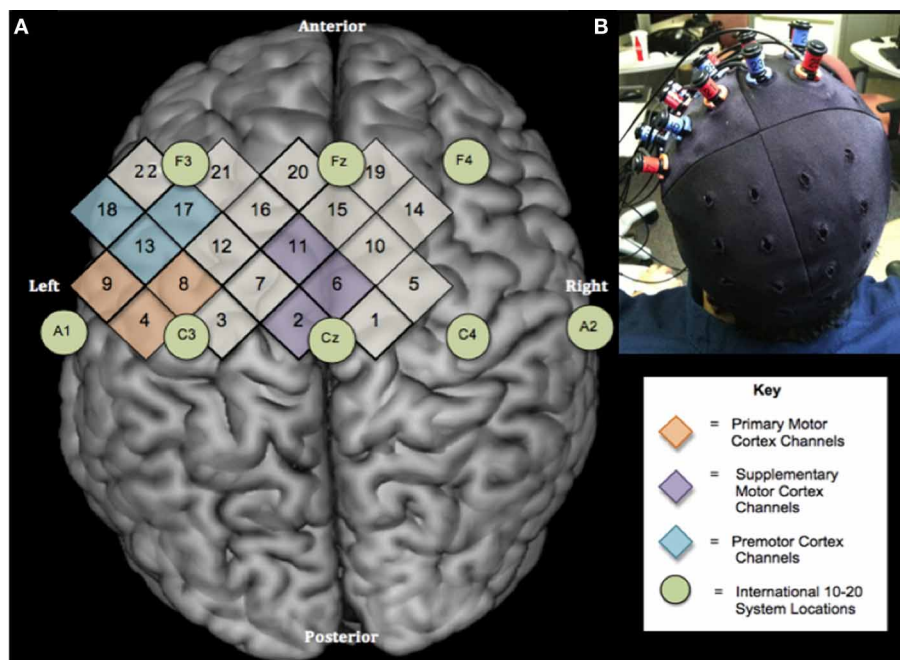 A
Anterior
B
22 F3 21 20 Fz 19 F4
18 17 16 15 14
13 12 11 10
Left 9 8 7 6 5 Right
A1 4 C3 3 2 Cz 1 C4 A2
Posterior
Key
= Primary Motor
Cortex Channels
= Supplementary
Motor Cortex
Channels
= Premotor Cortex
Channels
= International 10-20
System Locations